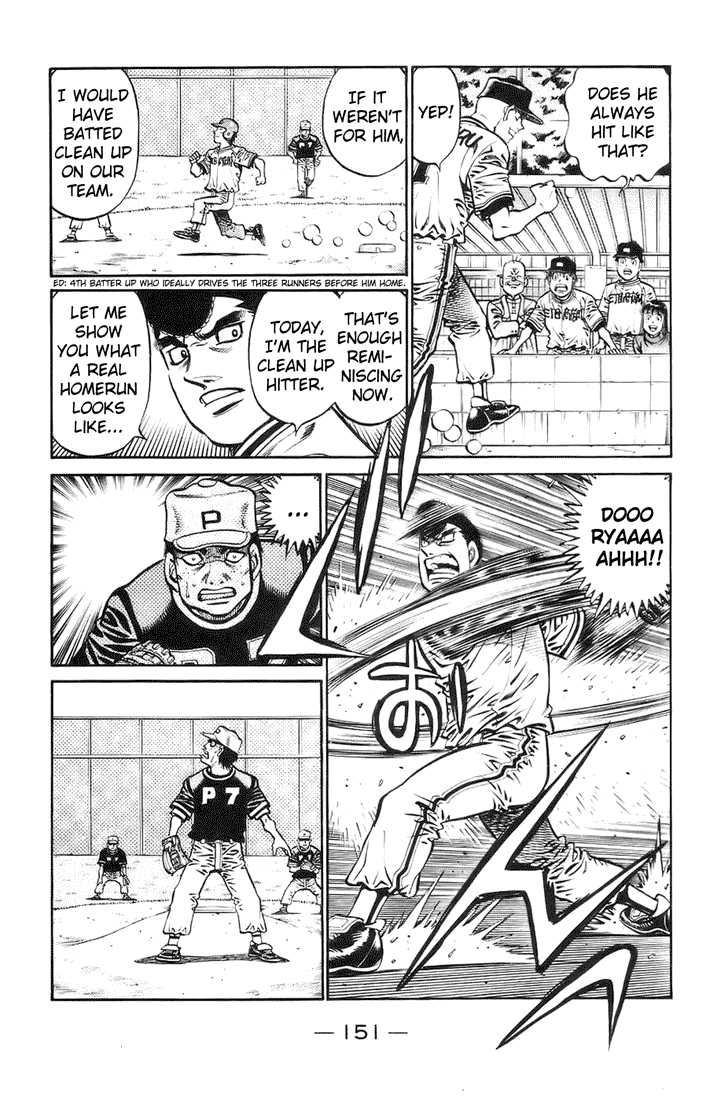 DOES HE
ALWAYS
HIT LIKE
THAT?
YEP!
IF IT
WEREN'T
FOR HIM,
I WOULD
HAVE
BATTED
CLEAN UP
ON OUR
TEAM.
ED: 4TH BATTER UP WHO IDEALLY DRIVES THE THREE RUNNERS BEFORE HIM HOME.
THAT'S
ENOUGH
REMI-
NISCING
NOW.
TODAY,
I'M THE
CLEAN UP
HITTER.
LET ME
SHOW
YOU WHAT
A REAL
HOMERUN
LOOKS
LIKE...
DOOO
RYAAAA
AHHH!!
お
P
...
P 7
— 151 —